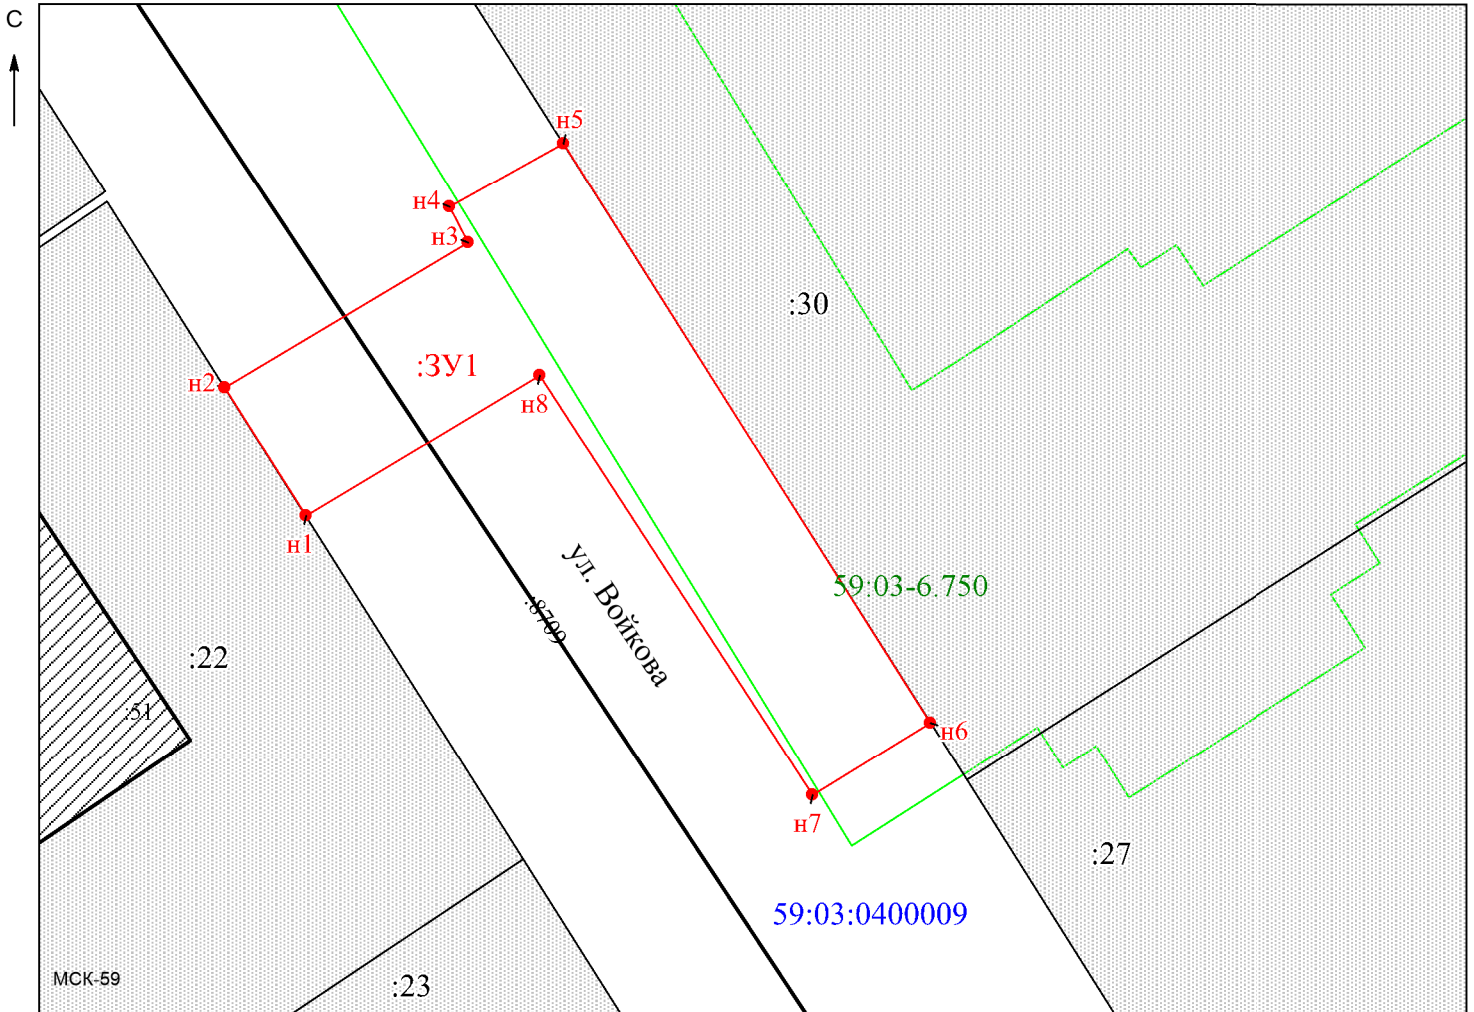 С
н5
н4
н3
:30
:ЗУ1
н2
н8
н1
ул. Войкова
59:03-6.750
:8709
:22
:51
н6
н7
:27
59:03:0400009
МСК-59
:23